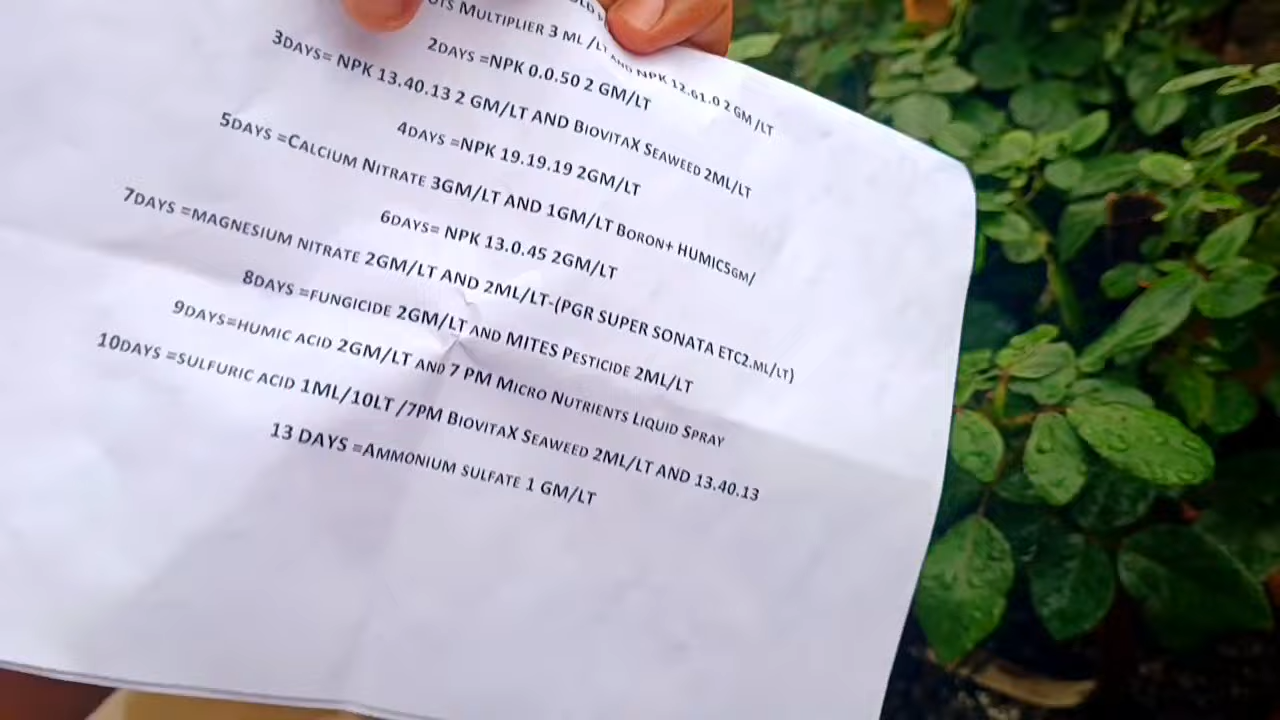 MULTIPLIER 3 ML /LT AND NPK 12.61.0 2 GM /LT
2DAYS =NPK 0.0.50 2 GM/LT
3DAYS= NPK 13.40.13 2 GM/LT AND BIOVITAX SEAWEED 2ML/LT
4DAYS =NPK 19.19.19 2GM/LT
5DAYS =CALCIUM NITRATE 3GM/LT AND 1GM/LT BORON+ HUMIC5GM/
6DAYS= NPK 13.0.45 2GM/LT
7DAYS =MAGNESIUM NITRATE 2GM/LT AND 2ML/LT-(PGR SUPER SONATA ETC2.ML/LT)
8DAYS =FUNGICIDE 2GM/LT AND MITES PESTICIDE 2ML/LT
9DAYS=HUMIC ACID 2GM/LT AND 7 PM MICRO NUTRIENTS LIQUID SPRAY
10DAYS =SULFURIC ACID 1ML/10LT /7PM BIOVITAX SEAWEED 2ML/LT AND 13.40.13
13 DAYS =AMMONIUM SULFATE 1 GM/LT